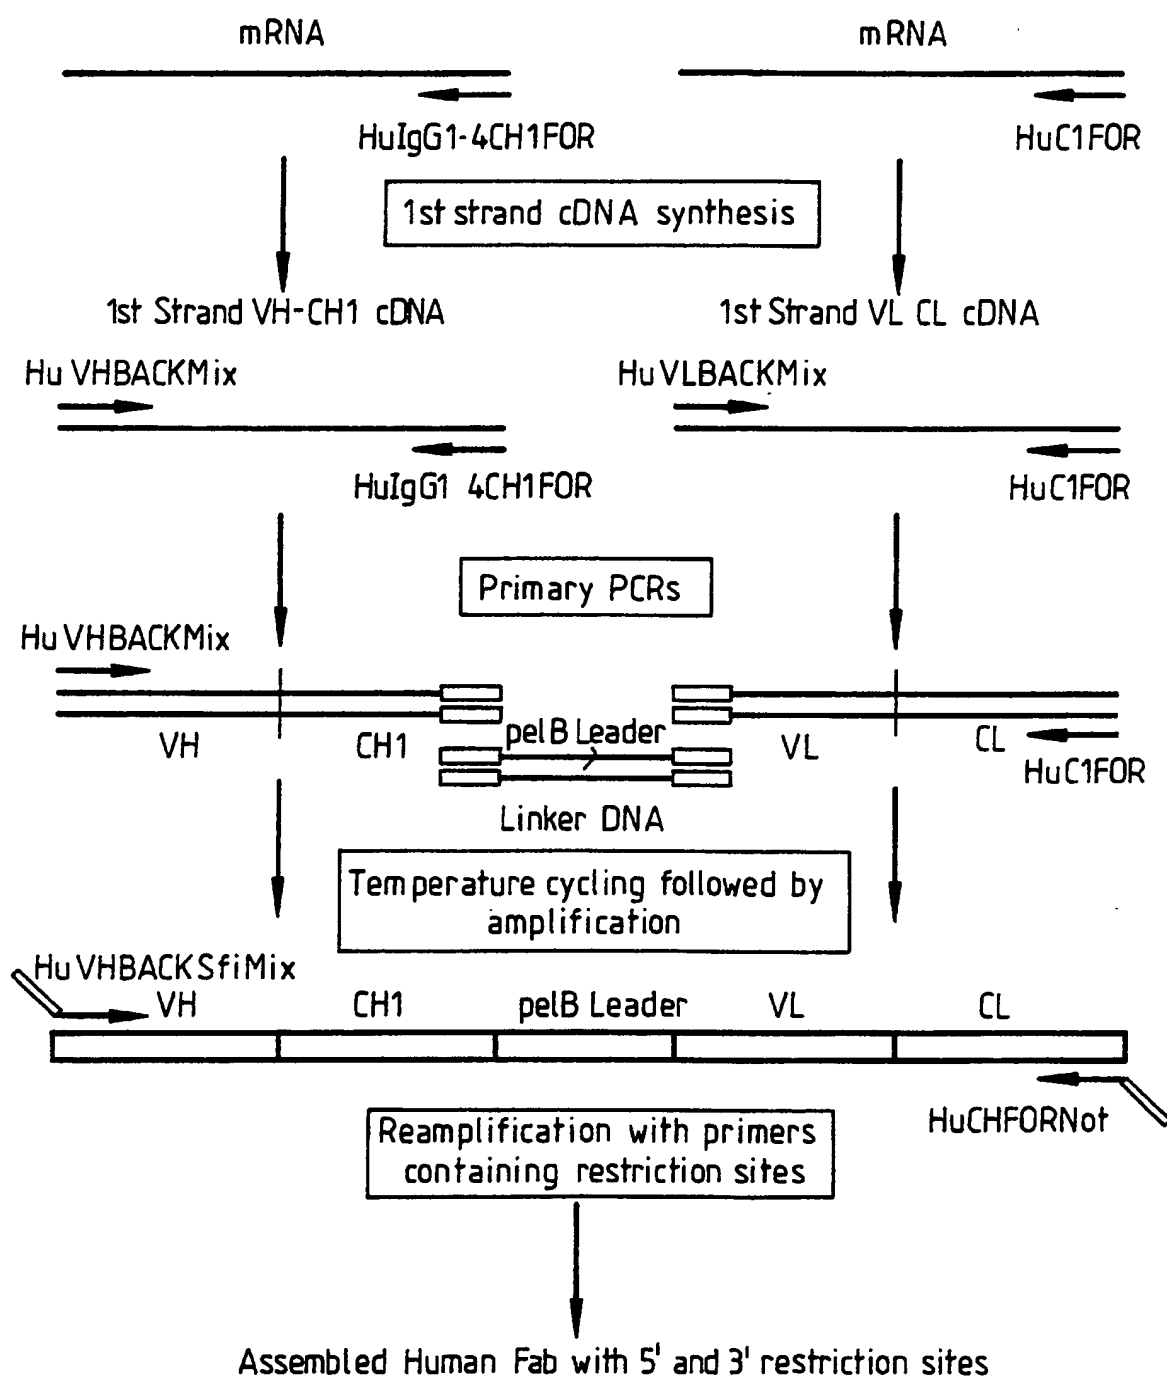 mRNA
mRNA
HuIgG1-4CH1FOR
HuC1FOR
1st strand cDNA synthesis
1st Strand VH-CH1 cDNA
1st Strand VL CL cDNA
Hu VHBACKMix
Hu VLBACKMix
HuIgG1 4CH1FOR
HuC1FOR
Primary PCRs
Hu VHBACKMix
VH
CH1
pelB Leader
VL
CL
HuC1FOR
Linker DNA
Temperature cycling followed by
amplification
Hu VHBACKSfiMix
VH
CH1
pelB Leader
VL
CL
HuCHFORNot
Reamplification with primers
containing restriction sites
Assembled Human Fab with 5' and 3' restriction sites